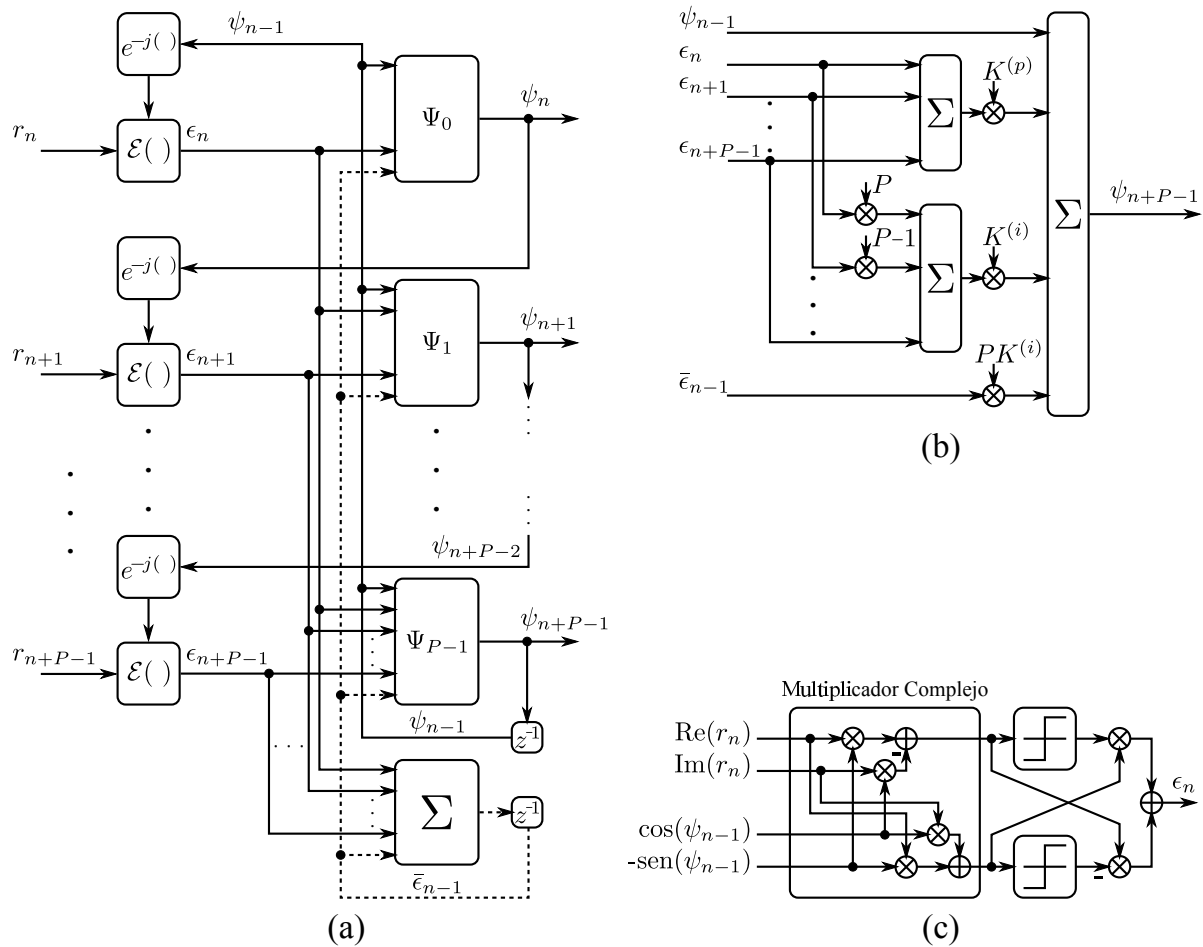 e^{-j( )}
ψ_{n-1}
Ψ_0
ψ_n
r_n
ℰ( )
ϵ_n
e^{-j( )}
Ψ_1
ψ_{n+1}
r_{n+1}
ℰ( )
ϵ_{n+1}
e^{-j( )}
ψ_{n+P-2}
Ψ_{P-1}
ψ_{n+P-1}
r_{n+P-1}
ℰ( )
ϵ_{n+P-1}
ψ_{n-1}
z^{-1}
Σ
z^{-1}
ϵ̄_{n-1}
(a)
ψ_{n-1}
ϵ_n
ϵ_{n+1}
ϵ_{n+P-1}
Σ
K^{(p)}
P
P-1
Σ
K^{(i)}
Σ
ψ_{n+P-1}
PK^{(i)}
ϵ̄_{n-1}
(b)
Multiplicador Complejo
Re(r_n)
Im(r_n)
cos(ψ_{n-1})
-sen(ψ_{n-1})
-
-
ϵ_n
(c)